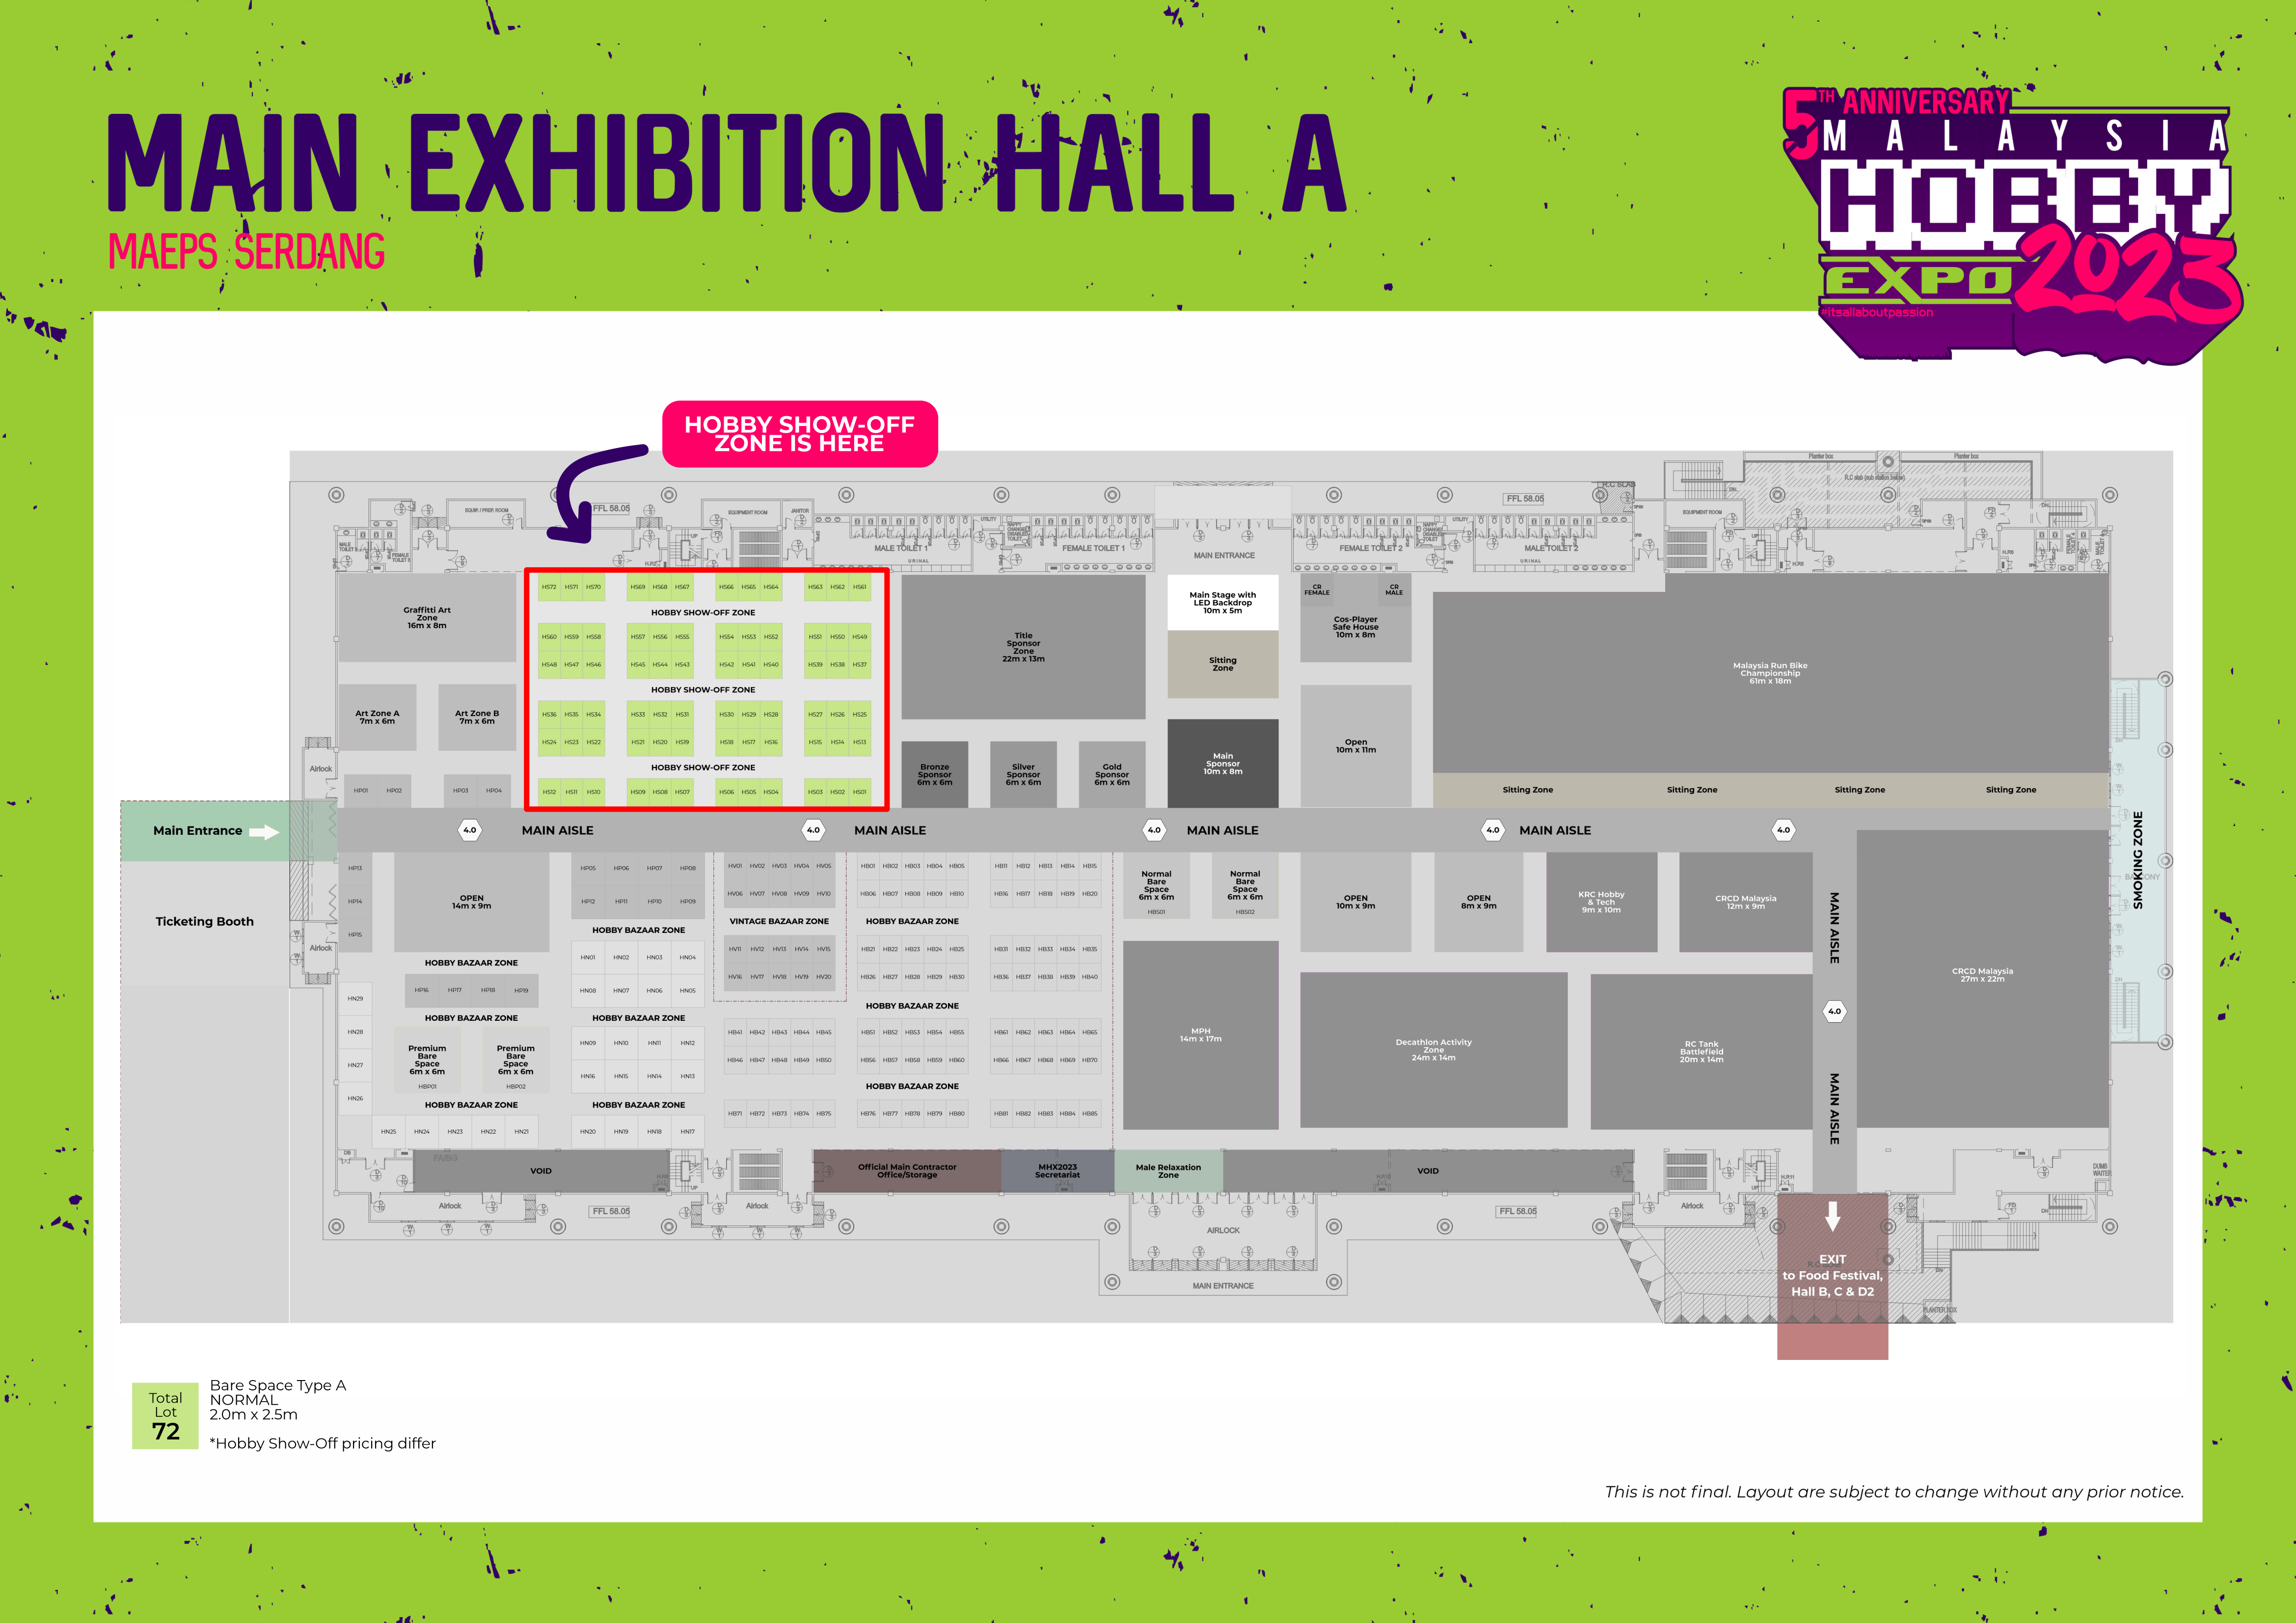 MAIN EXHIBITION HALL A
MAEPS SERDANG
5TH ANNIVERSARY
MALAYSIA
HOBBY
EXPO 2023
#itsallaboutpassion
HOBBY SHOW-OFF
ZONE IS HERE
FFL 58.05
FFL 58.05
R.C SLAB
Planter box
Planter box
EQUIP. / PREP. ROOM
EQUIPMENT ROOM
JANITOR
UTILITY
UTILITY
EQUIPMENT ROOM
MALE TOILET 1
FEMALE TOILET 1
MAIN ENTRANCE
FEMALE TOILET 2
MALE TOILET 2
URINAL
URINAL
Graffiti Art
Zone
16m x 8m
HS72 HS71 HS70 HS69 HS68 HS67 HS66 HS65 HS64 HS63 HS62 HS61
HOBBY SHOW-OFF ZONE
HS60 HS59 HS58 HS57 HS56 HS55 HS54 HS53 HS52 HS51 HS50 HS49
HS48 HS47 HS46 HS45 HS44 HS43 HS42 HS41 HS40 HS39 HS38 HS37
HOBBY SHOW-OFF ZONE
HS36 HS35 HS34 HS33 HS32 HS31 HS30 HS29 HS28 HS27 HS26 HS25
HS24 HS23 HS22 HS21 HS20 HS19 HS18 HS17 HS16 HS15 HS14 HS13
HOBBY SHOW-OFF ZONE
HS12 HS11 HS10 HS09 HS08 HS07 HS06 HS05 HS04 HS03 HS02 HS01
Art Zone A
7m x 6m
Art Zone B
7m x 6m
Airlock
HP01 HP02 HP03 HP04
Title
Sponsor
Zone
22m x 13m
Bronze
Sponsor
6m x 6m
Silver
Sponsor
6m x 6m
Gold
Sponsor
6m x 6m
Main Stage with
LED Backdrop
10m x 5m
Sitting
Zone
Main
Sponsor
10m x 8m
CR
FEMALE
CR
MALE
Cos-Player
Safe House
10m x 8m
Open
10m x 11m
Malaysia Run Bike
Championship
61m x 18m
Sitting Zone Sitting Zone Sitting Zone Sitting Zone
SMOKING ZONE
BALCONY
Main Entrance
4.0 MAIN AISLE 4.0 MAIN AISLE 4.0 MAIN AISLE 4.0 MAIN AISLE 4.0
Ticketing Booth
Airlock
HP13
HP14
HP15
OPEN
14m x 9m
HP05 HP06 HP07 HP08
HP12 HP11 HP10 HP09
HOBBY BAZAAR ZONE
HN01 HN02 HN03 HN04
HN08 HN07 HN06 HN05
HOBBY BAZAAR ZONE
HN09 HN10 HN11 HN12
HN16 HN15 HN14 HN13
HOBBY BAZAAR ZONE
HN20 HN19 HN18 HN17
HOBBY BAZAAR ZONE
HP16 HP17 HP18 HP19
HOBBY BAZAAR ZONE
HN29
HN28
HN27
HN26
Premium
Bare
Space
6m x 6m
HBP01
Premium
Bare
Space
6m x 6m
HBP02
HOBBY BAZAAR ZONE
HN25 HN24 HN23 HN22 HN21
HV01 HV02 HV03 HV04 HV05
HV06 HV07 HV08 HV09 HV10
VINTAGE BAZAAR ZONE
HV11 HV12 HV13 HV14 HV15
HV16 HV17 HV18 HV19 HV20
HB01 HB02 HB03 HB04 HB05 HB11 HB12 HB13 HB14 HB15
HB06 HB07 HB08 HB09 HB10 HB16 HB17 HB18 HB19 HB20
HOBBY BAZAAR ZONE
HB21 HB22 HB23 HB24 HB25 HB31 HB32 HB33 HB34 HB35
HB26 HB27 HB28 HB29 HB30 HB36 HB37 HB38 HB39 HB40
HOBBY BAZAAR ZONE
HB41 HB42 HB43 HB44 HB45 HB51 HB52 HB53 HB54 HB55 HB61 HB62 HB63 HB64 HB65
HB46 HB47 HB48 HB49 HB50 HB56 HB57 HB58 HB59 HB60 HB66 HB67 HB68 HB69 HB70
HOBBY BAZAAR ZONE
HB71 HB72 HB73 HB74 HB75 HB76 HB77 HB78 HB79 HB80 HB81 HB82 HB83 HB84 HB85
Normal
Bare
Space
6m x 6m
HBS01
Normal
Bare
Space
6m x 6m
HBS02
MPH
14m x 17m
OPEN
10m x 9m
OPEN
8m x 9m
KRC Hobby
& Tech
9m x 10m
CRCD Malaysia
12m x 9m
Decathlon Activity
Zone
24m x 14m
RC Tank
Battlefield
20m x 14m
MAIN AISLE
4.0
MAIN AISLE
CRCD Malaysia
27m x 22m
VOID
Official Main Contractor
Office/Storage
MHX2023
Secretariat
Male Relaxation
Zone
VOID
Airlock
FFL 58.05
Airlock
AIRLOCK
MAIN ENTRANCE
FFL 58.05
Airlock
EXIT
to Food Festival,
Hall B, C & D2
PLANTER BOX
DUMB
WAITER
Total
Lot
72
Bare Space Type A
NORMAL
2.0m x 2.5m
*Hobby Show-Off pricing differ
This is not final. Layout are subject to change without any prior notice.